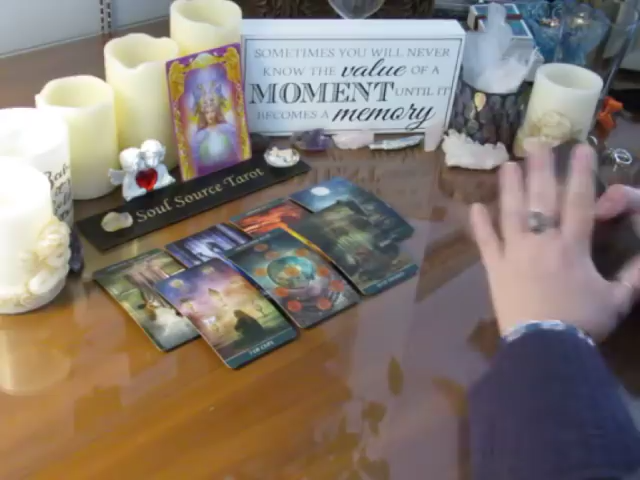 SOMETIMES YOU WILL NEVER
KNOW THE value OF A
MOMENT UNTIL IT
BECOMES A memory
Soul Source Tarot